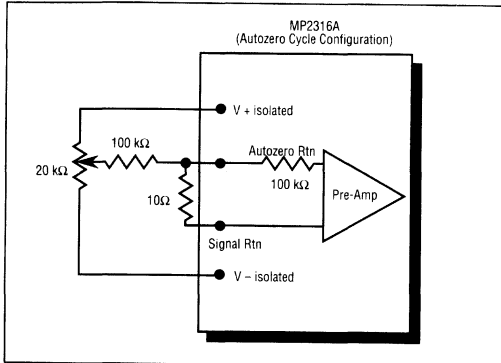 MP2316A
(Autozero Cycle Configuration)
V + isolated
100 kΩ
Autozero Rtn
20 kΩ
100 kΩ
10Ω
Pre-Amp
Signal Rtn
V – isolated